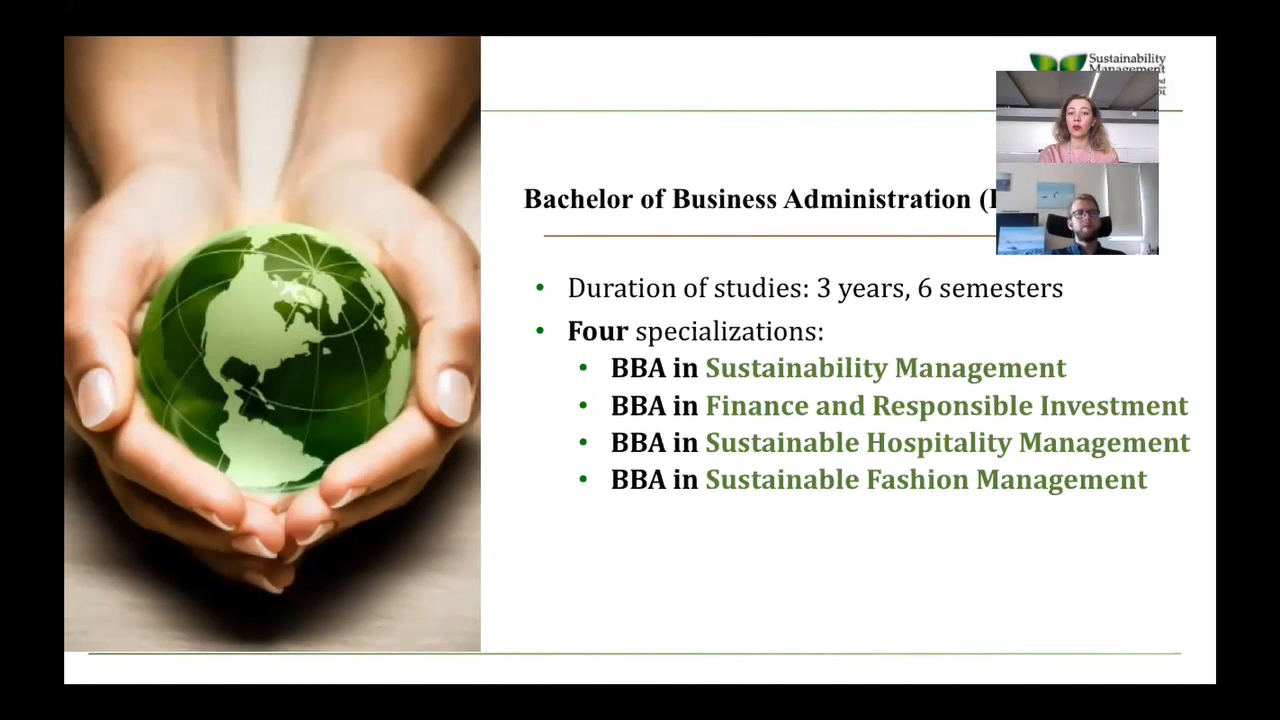 Sustainability
Management
Bachelor of Business Administration (
Duration of studies: 3 years, 6 semesters
Four specializations:
BBA in Sustainability Management
BBA in Finance and Responsible Investment
BBA in Sustainable Hospitality Management
BBA in Sustainable Fashion Management